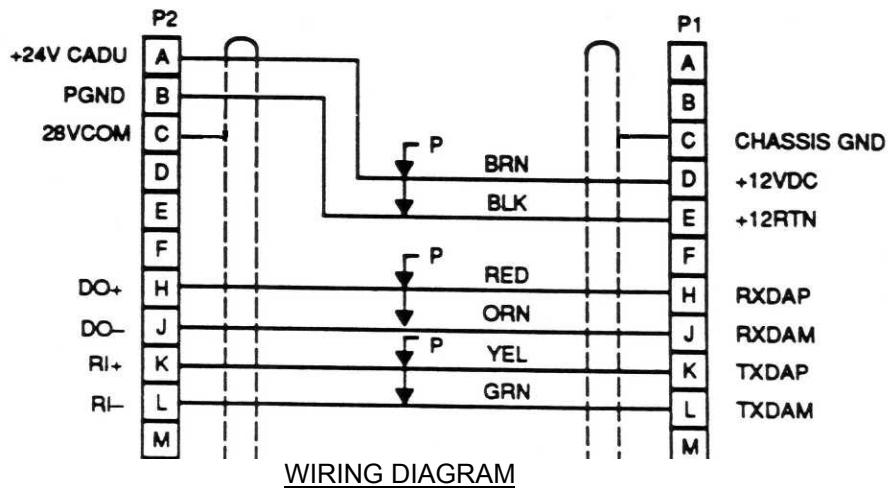 P2 P1
+24V CADU A A
PGND B B
28VCOM C C CHASSIS GND
P
D BRN D +12VDC
E BLK E +12RTN
F F
P
DO+ H RED H RXDAP
DO– J ORN J RXDAM
P
RI+ K YEL K TXDAP
RI– L GRN L TXDAM
M M
WIRING DIAGRAM